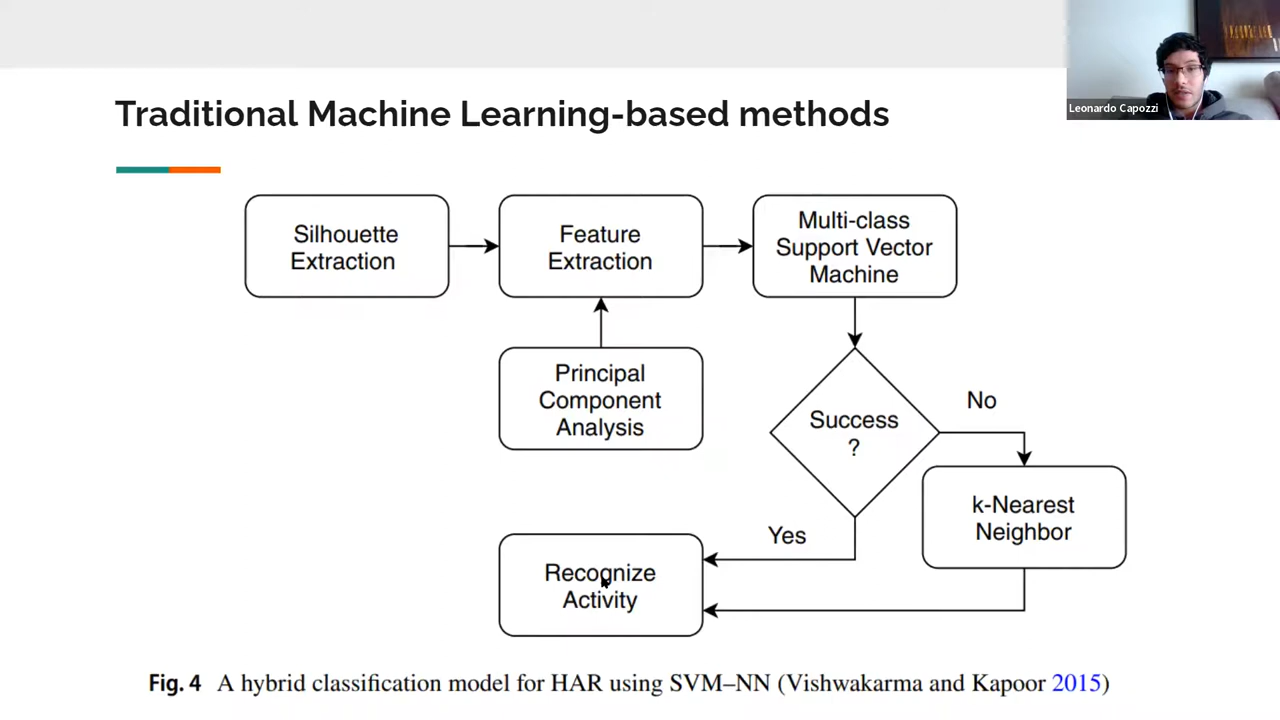 Leonardo Capozzi
Traditional Machine Learning-based methods
Silhouette
Extraction
Feature
Extraction
Multi-class
Support Vector
Machine
Principal
Component
Analysis
Success
?
No
k-Nearest
Neighbor
Yes
Recognize
Activity
Fig. 4 A hybrid classification model for HAR using SVM–NN (Vishwakarma and Kapoor 2015)